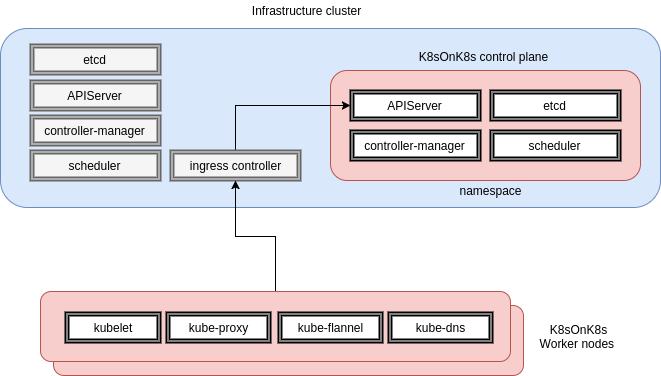 Infrastructure cluster
etcd
APIServer
controller-manager
scheduler
ingress controller
K8sOnK8s control plane
APIServer
etcd
controller-manager
scheduler
namespace
kubelet
kube-proxy
kube-flannel
kube-dns
K8sOnK8s
Worker nodes